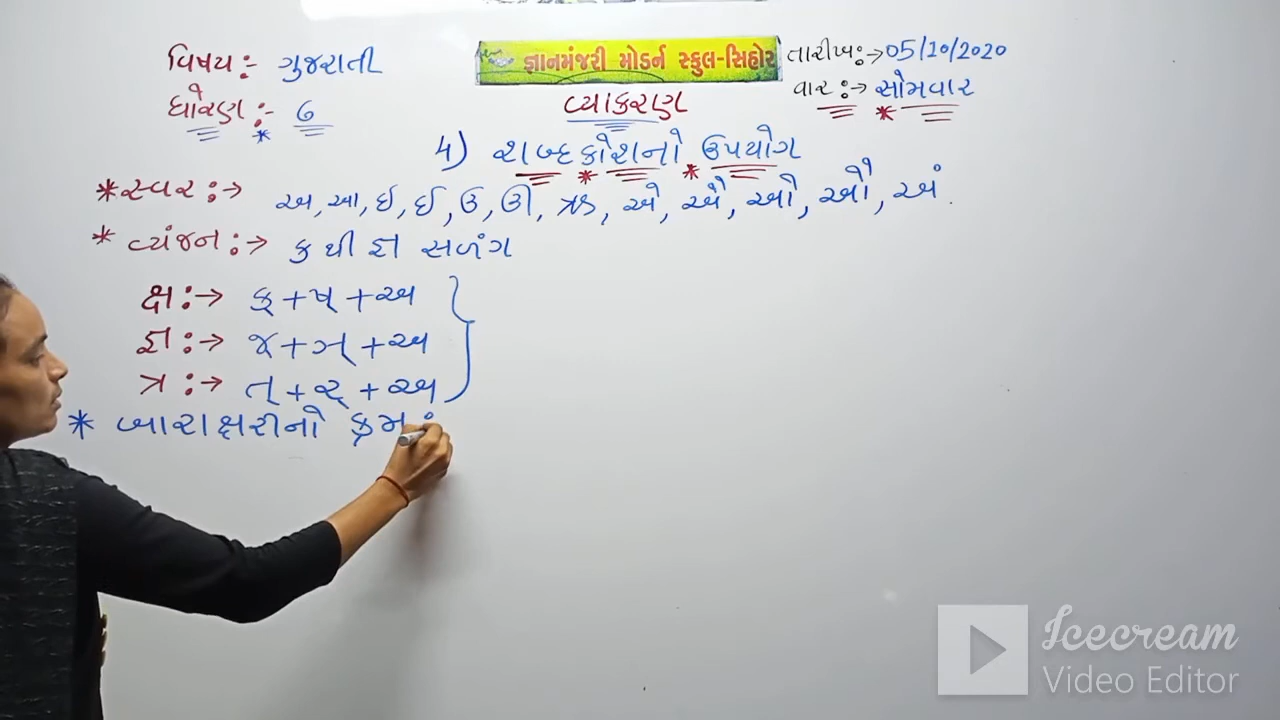 વિષય :- ગુજરાતી
જ્ઞાનમંજરી મોડર્ન સ્કુલ-સિહોર
તારીખ :→ 05/10/2020
ધોરણ :- ૭
વ્યાકરણ
વાર :→ સોમવાર
4) શબ્દકોશનો ઉપયોગ
*સ્વર :→ અ, આ, ઇ, ઈ, ઉ, ઊ, ઋ, એ, ઐ, ઓ, ઔ, અં.
* વ્યંજન :→ ક થી જ્ઞ સળંગ
ક્ષ :→ ક્ + ષ્ + અ
જ્ઞ :→ જ્ + ઞ્ + અ
ત્ર :→ ત્ + ર્ + અ
* બારાક્ષરીનો ક્રમ :
Icecream
Video Editor